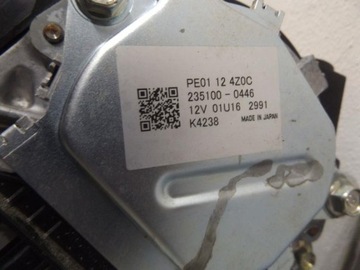 PE01 12 4Z0C
235100-0446
12V 01U16 2991
K4238 MADE IN JAPAN